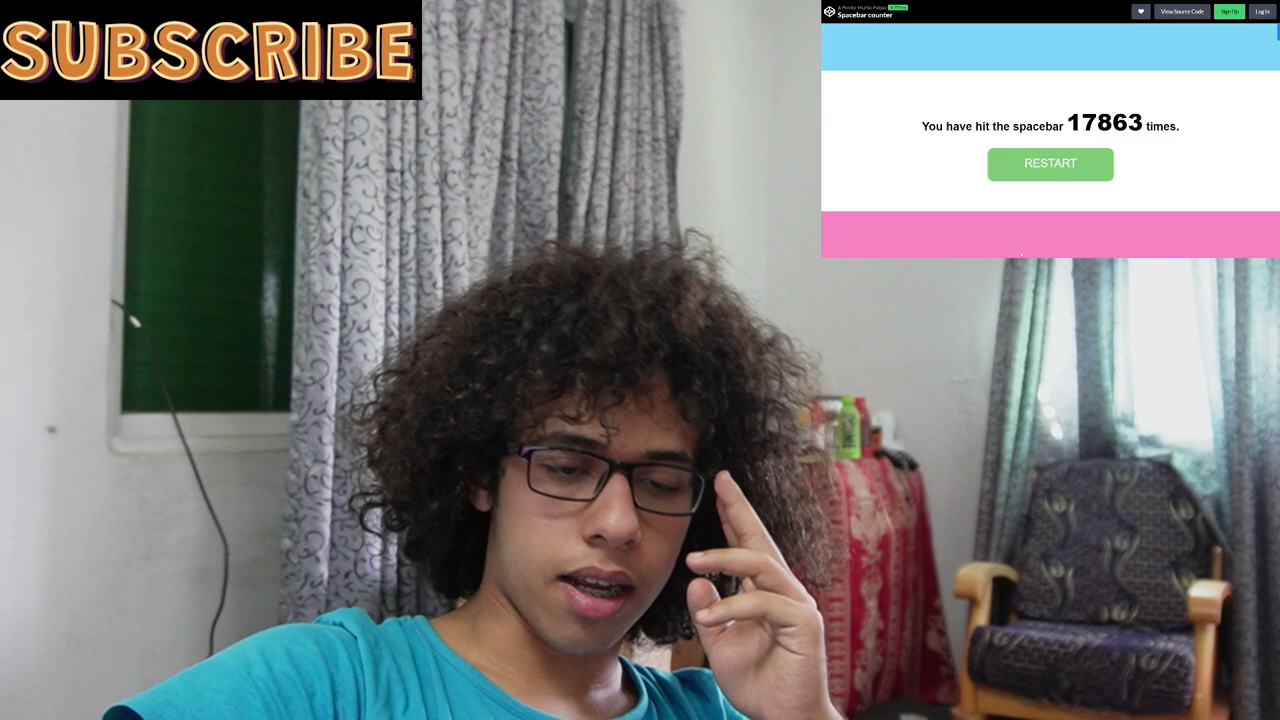 SUBSCRIBE
Spacebar counter
View Source Code
Sign Up
Log In
You have hit the spacebar 17863 times.
RESTART